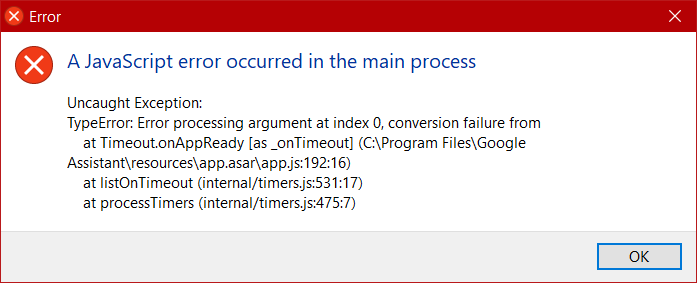 Error
A JavaScript error occurred in the main process
Uncaught Exception:
TypeError: Error processing argument at index 0, conversion failure from
at Timeout.onAppReady [as _onTimeout] (C:\Program Files\Google
Assistant\resources\app.asar\app.js:192:16)
at listOnTimeout (internal/timers.js:531:17)
at processTimers (internal/timers.js:475:7)
OK